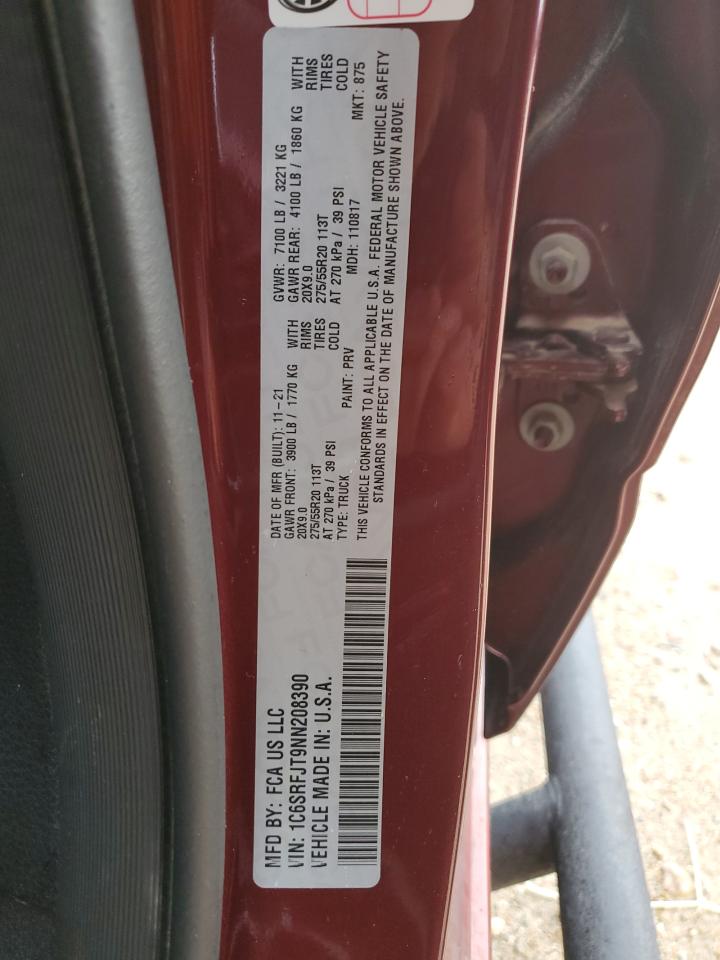 MFD BY: FCA US LLC
VIN: 1C6SRFJT9NN208390
VEHICLE MADE IN: U.S.A.
DATE OF MFR (BUILT): 11-21
GAWR FRONT: 3900 LB / 1770 KG WITH
20X9.0 RIMS
275/55R20 113T TIRES
AT 270 kPa / 39 PSI COLD
GVWR: 7100 LB / 3221 KG
GAWR REAR: 4100 LB / 1860 KG WITH
20X9.0 RIMS
275/55R20 113T TIRES
AT 270 kPa / 39 PSI COLD
TYPE: TRUCK PAINT: PRV MDH: 110817 MKT: 875
THIS VEHICLE CONFORMS TO ALL APPLICABLE U.S.A. FEDERAL MOTOR VEHICLE SAFETY
STANDARDS IN EFFECT ON THE DATE OF MANUFACTURE SHOWN ABOVE.